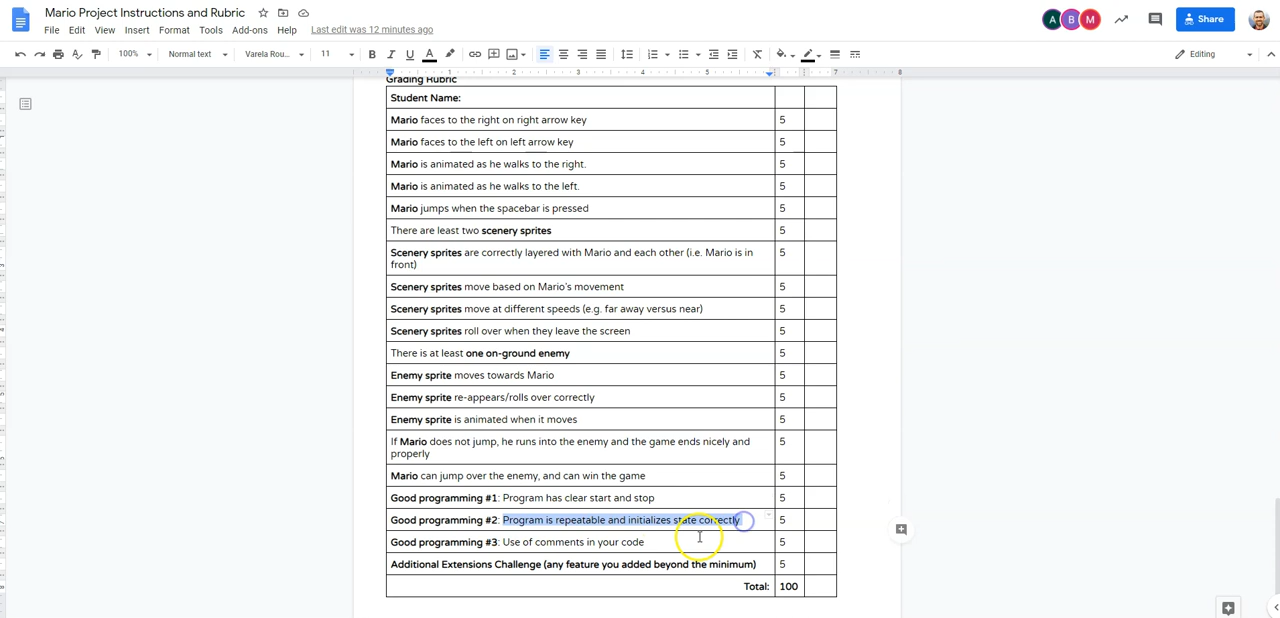 Mario Project Instructions and Rubric
A B M
Share
File Edit View Insert Format Tools Add-ons Help Last edit was 12 minutes ago
100% Normal text Varela Rou... 11 B I U A Editing
1 2 3 4 5 7 8
Grading Rubric
Student Name:
Mario faces to the right on right arrow key 5
Mario faces to the left on left arrow key 5
Mario is animated as he walks to the right. 5
Mario is animated as he walks to the left. 5
Mario jumps when the spacebar is pressed 5
There are least two scenery sprites 5
Scenery sprites are correctly layered with Mario and each other (i.e. Mario is in 5
front)
Scenery sprites move based on Mario's movement 5
Scenery sprites move at different speeds (e.g. far away versus near) 5
Scenery sprites roll over when they leave the screen 5
There is at least one on-ground enemy 5
Enemy sprite moves towards Mario 5
Enemy sprite re-appears/rolls over correctly 5
Enemy sprite is animated when it moves 5
If Mario does not jump, he runs into the enemy and the game ends nicely and 5
properly
Mario can jump over the enemy, and can win the game 5
Good programming #1: Program has clear start and stop 5
Good programming #2: Program is repeatable and initializes state correctly 5
Good programming #3: Use of comments in your code 5
Additional Extensions Challenge (any feature you added beyond the minimum) 5
Total: 100